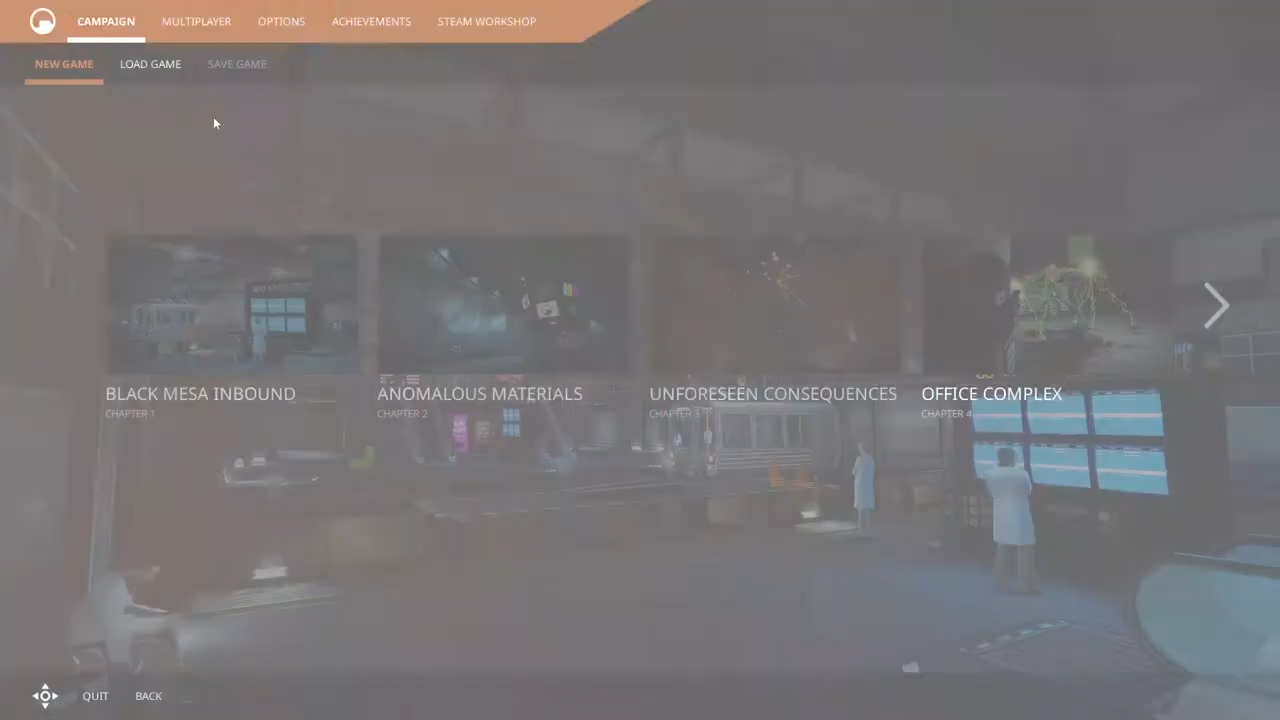 CAMPAIGN MULTIPLAYER OPTIONS ACHIEVEMENTS STEAM WORKSHOP
NEW GAME LOAD GAME SAVE GAME
BLACK MESA INBOUND
CHAPTER 1
ANOMALOUS MATERIALS
CHAPTER 2
UNFORESEEN CONSEQUENCES
CHAPTER 3
OFFICE COMPLEX
CHAPTER 4
QUIT BACK